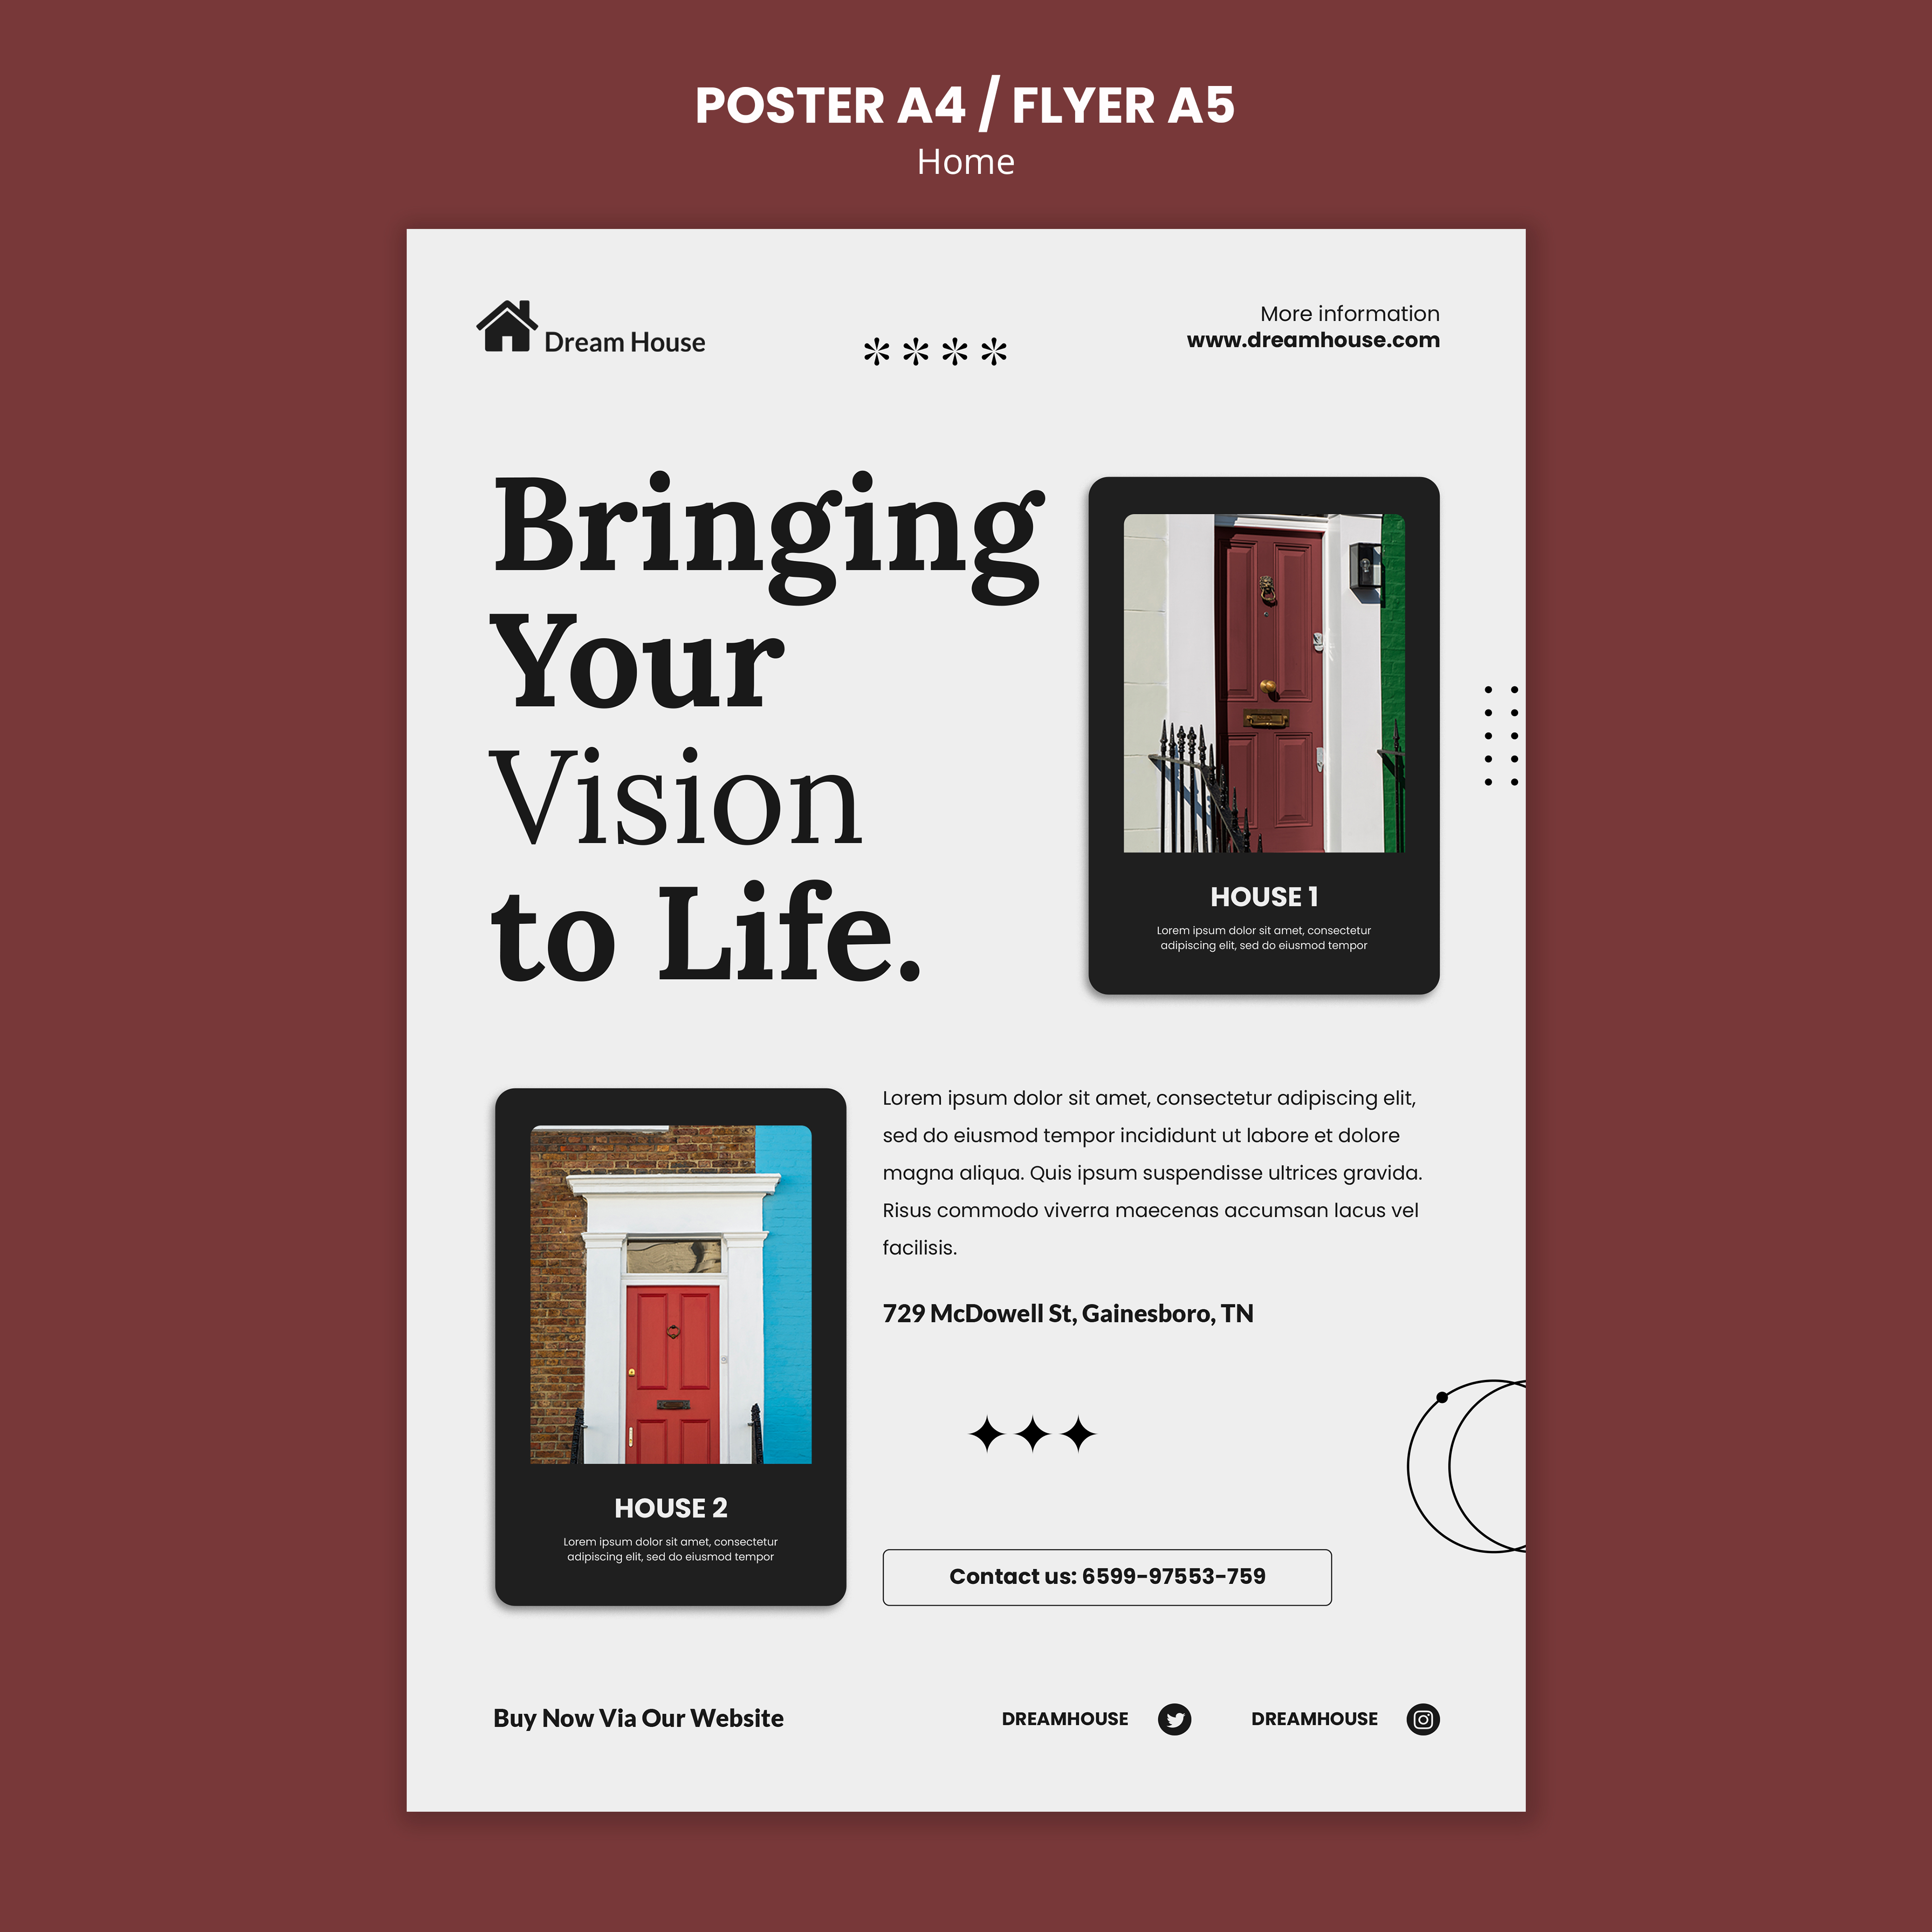 POSTER A4 / FLYER A5
Home
Dream House
More information
www.dreamhouse.com
Bringing
Your
Vision
to Life.
HOUSE 1
Lorem ipsum dolor sit amet, consectetur
adipiscing elit, sed do eiusmod tempor
HOUSE 2
Lorem ipsum dolor sit amet, consectetur
adipiscing elit, sed do eiusmod tempor
Lorem ipsum dolor sit amet, consectetur adipiscing elit,
sed do eiusmod tempor incididunt ut labore et dolore
magna aliqua. Quis ipsum suspendisse ultrices gravida.
Risus commodo viverra maecenas accumsan lacus vel
facilisis.
729 McDowell St, Gainesboro, TN
Contact us: 6599-97553-759
Buy Now Via Our Website
DREAMHOUSE
DREAMHOUSE